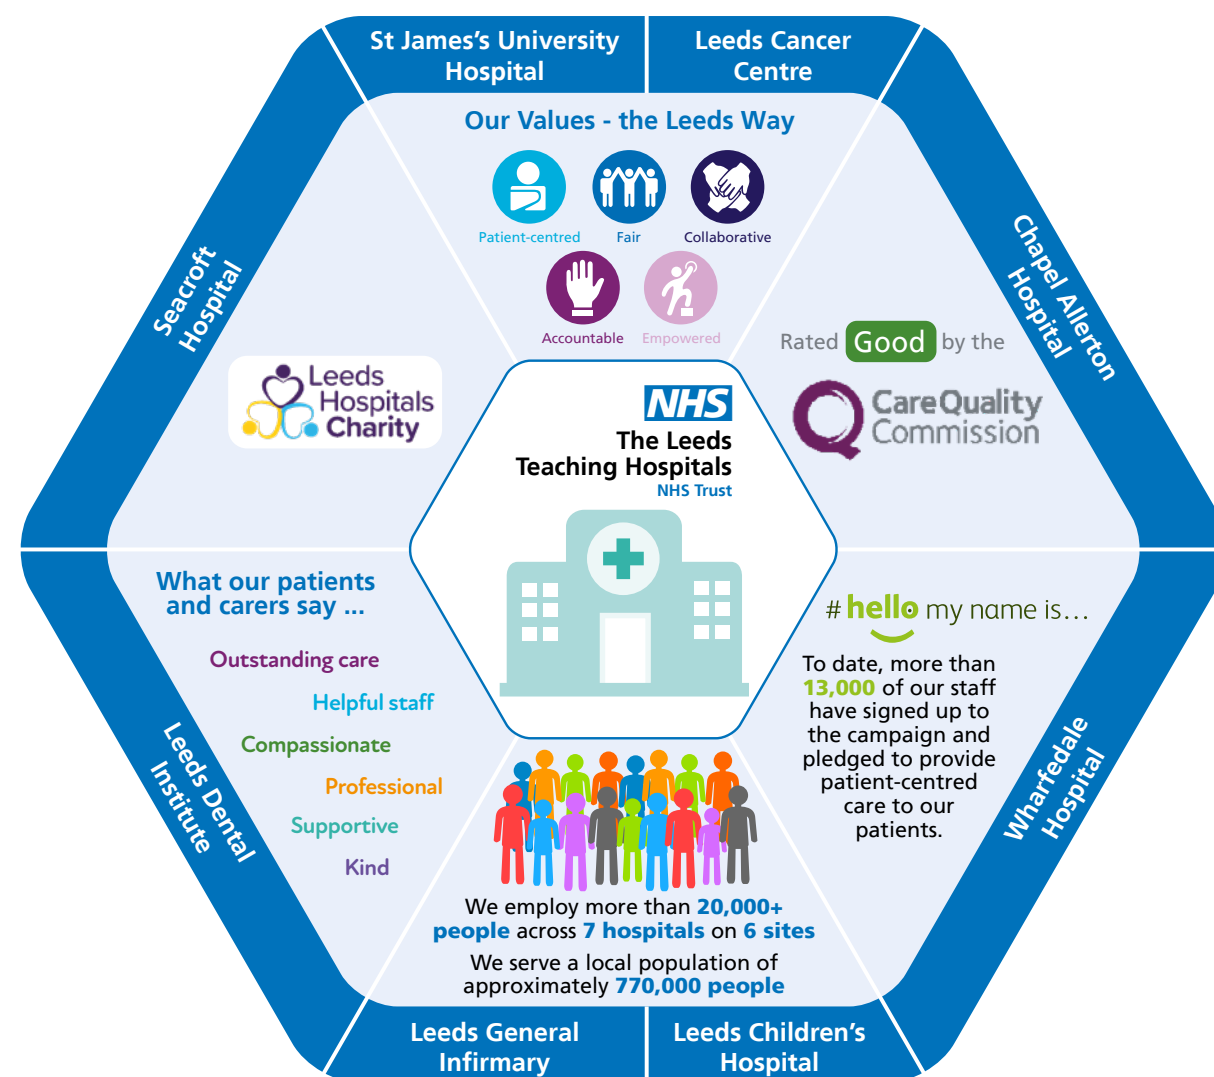 St James's University
Hospital
Leeds Cancer
Centre
Our Values - the Leeds Way
Patient-centred
Fair
Collaborative
Accountable
Empowered
Seacroft
Hospital
Chapel Allerton
Hospital
Leeds
Hospitals
Charity
Rated Good by the
CareQuality
Commission
NHS
The Leeds
Teaching Hospitals
NHS Trust
What our patients
and carers say ...
Outstanding care
Helpful staff
Compassionate
Professional
Supportive
Kind
# hello my name is...
To date, more than
13,000 of our staff
have signed up to
the campaign and
pledged to provide
patient-centred
care to our
patients.
Leeds Dental
Institute
Wharfedale
Hospital
We employ more than 20,000+
people across 7 hospitals on 6 sites
We serve a local population of
approximately 770,000 people
Leeds General
Infirmary
Leeds Children's
Hospital